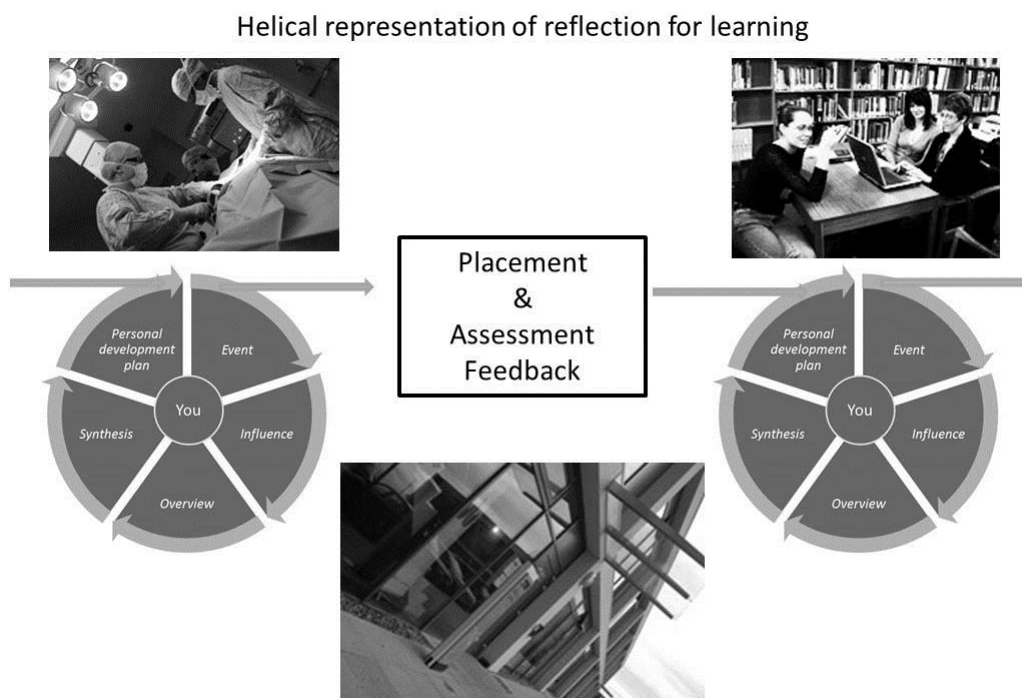 Helical representation of reflection for learning
Placement
&
Assessment
Feedback
Personal
development
plan
Event
You
Synthesis
Influence
Overview
Personal
development
plan
Event
You
Synthesis
Influence
Overview